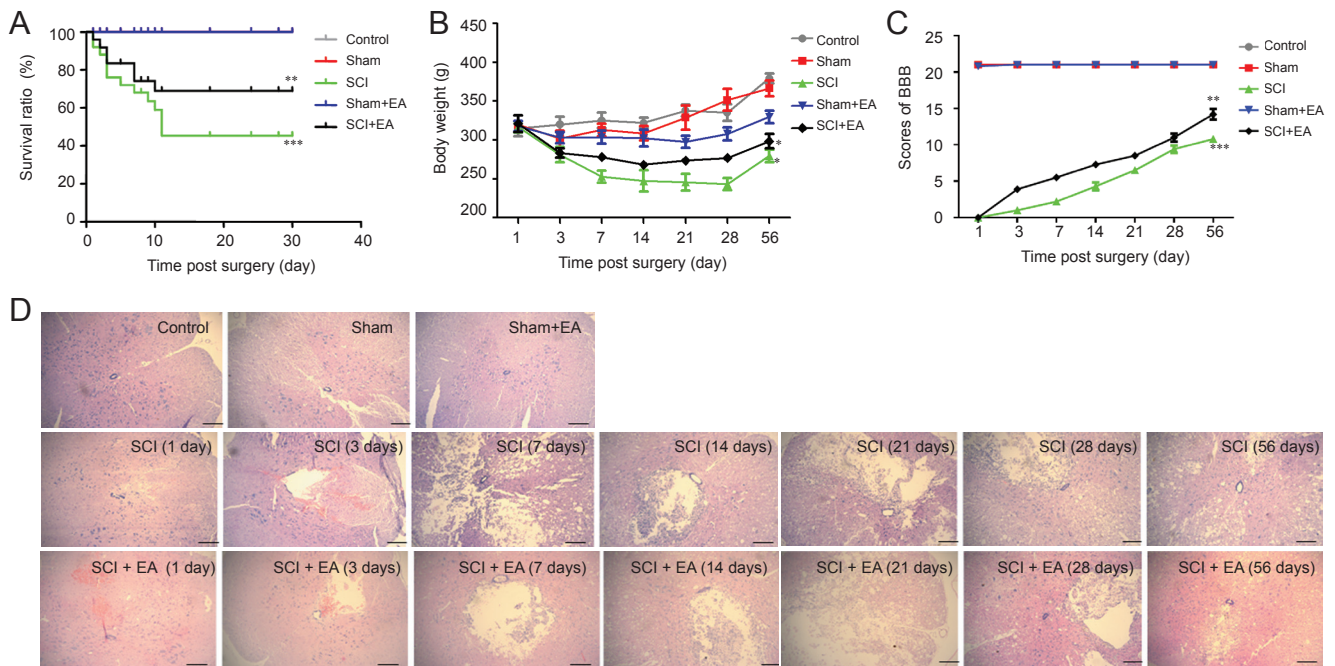 A
Survival ratio (%)
100
80
60
40
20
0
0 10 20 30 40
Time post surgery (day)
**
***
Control
Sham
SCI
Sham+EA
SCI+EA
B
Body weight (g)
450
400
350
300
250
200
1 3 7 14 21 28 56
Time post surgery (day)
*
*
Control
Sham
SCI
Sham+EA
SCI+EA
C
Scores of BBB
25
20
15
10
5
0
1 3 7 14 21 28 56
Time post surgery (day)
**
***
Control
Sham
SCI
Sham+EA
SCI+EA
D
Control Sham Sham+EA
SCI (1 day) SCI (3 days) SCI (7 days) SCI (14 days) SCI (21 days) SCI (28 days) SCI (56 days)
SCI + EA (1 day) SCI + EA (3 days) SCI + EA (7 days) SCI + EA (14 days) SCI + EA (21 days) SCI + EA (28 days) SCI + EA (56 days)